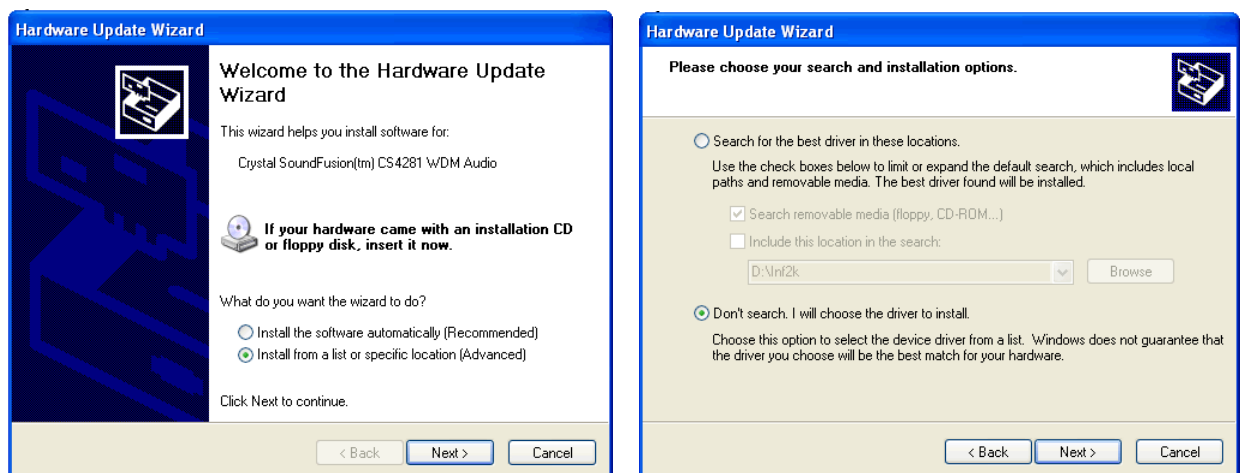 Hardware Update Wizard
Welcome to the Hardware Update
Wizard
This wizard helps you install software for:
Crystal SoundFusion(tm) CS4281 WDM Audio
If your hardware came with an installation CD
or floppy disk, insert it now.
What do you want the wizard to do?
Install the software automatically (Recommended)
Install from a list or specific location (Advanced)
Click Next to continue.
< Back
Next >
Cancel
Hardware Update Wizard
Please choose your search and installation options.
Search for the best driver in these locations.
Use the check boxes below to limit or expand the default search, which includes local
paths and removable media. The best driver found will be installed.
Search removable media (floppy, CD-ROM...)
Include this location in the search:
D:\Inf2k
Browse
Don't search. I will choose the driver to install.
Choose this option to select the device driver from a list. Windows does not guarantee that
the driver you choose will be the best match for your hardware.
< Back
Next >
Cancel